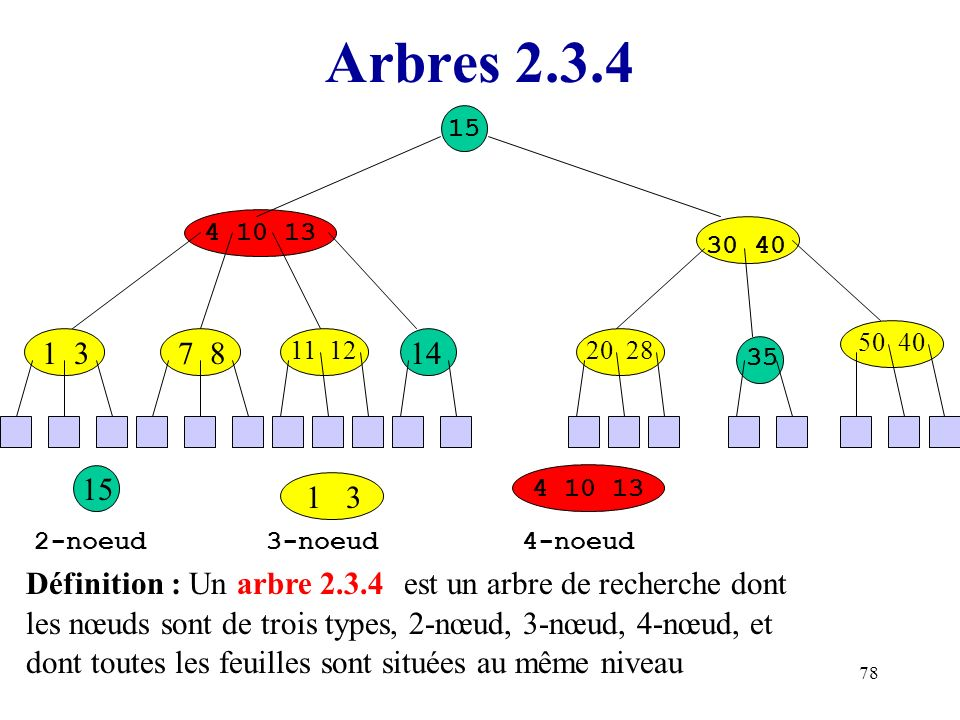 Arbres 2.3.4
15
4 10 13
30 40
1 3
7 8
11 12
14
20 28
35
50 40
15
1 3
4 10 13
2-noeud
3-noeud
4-noeud
Définition : Un arbre 2.3.4 est un arbre de recherche dont
les nœuds sont de trois types, 2-nœud, 3-nœud, 4-nœud, et
dont toutes les feuilles sont situées au même niveau
78